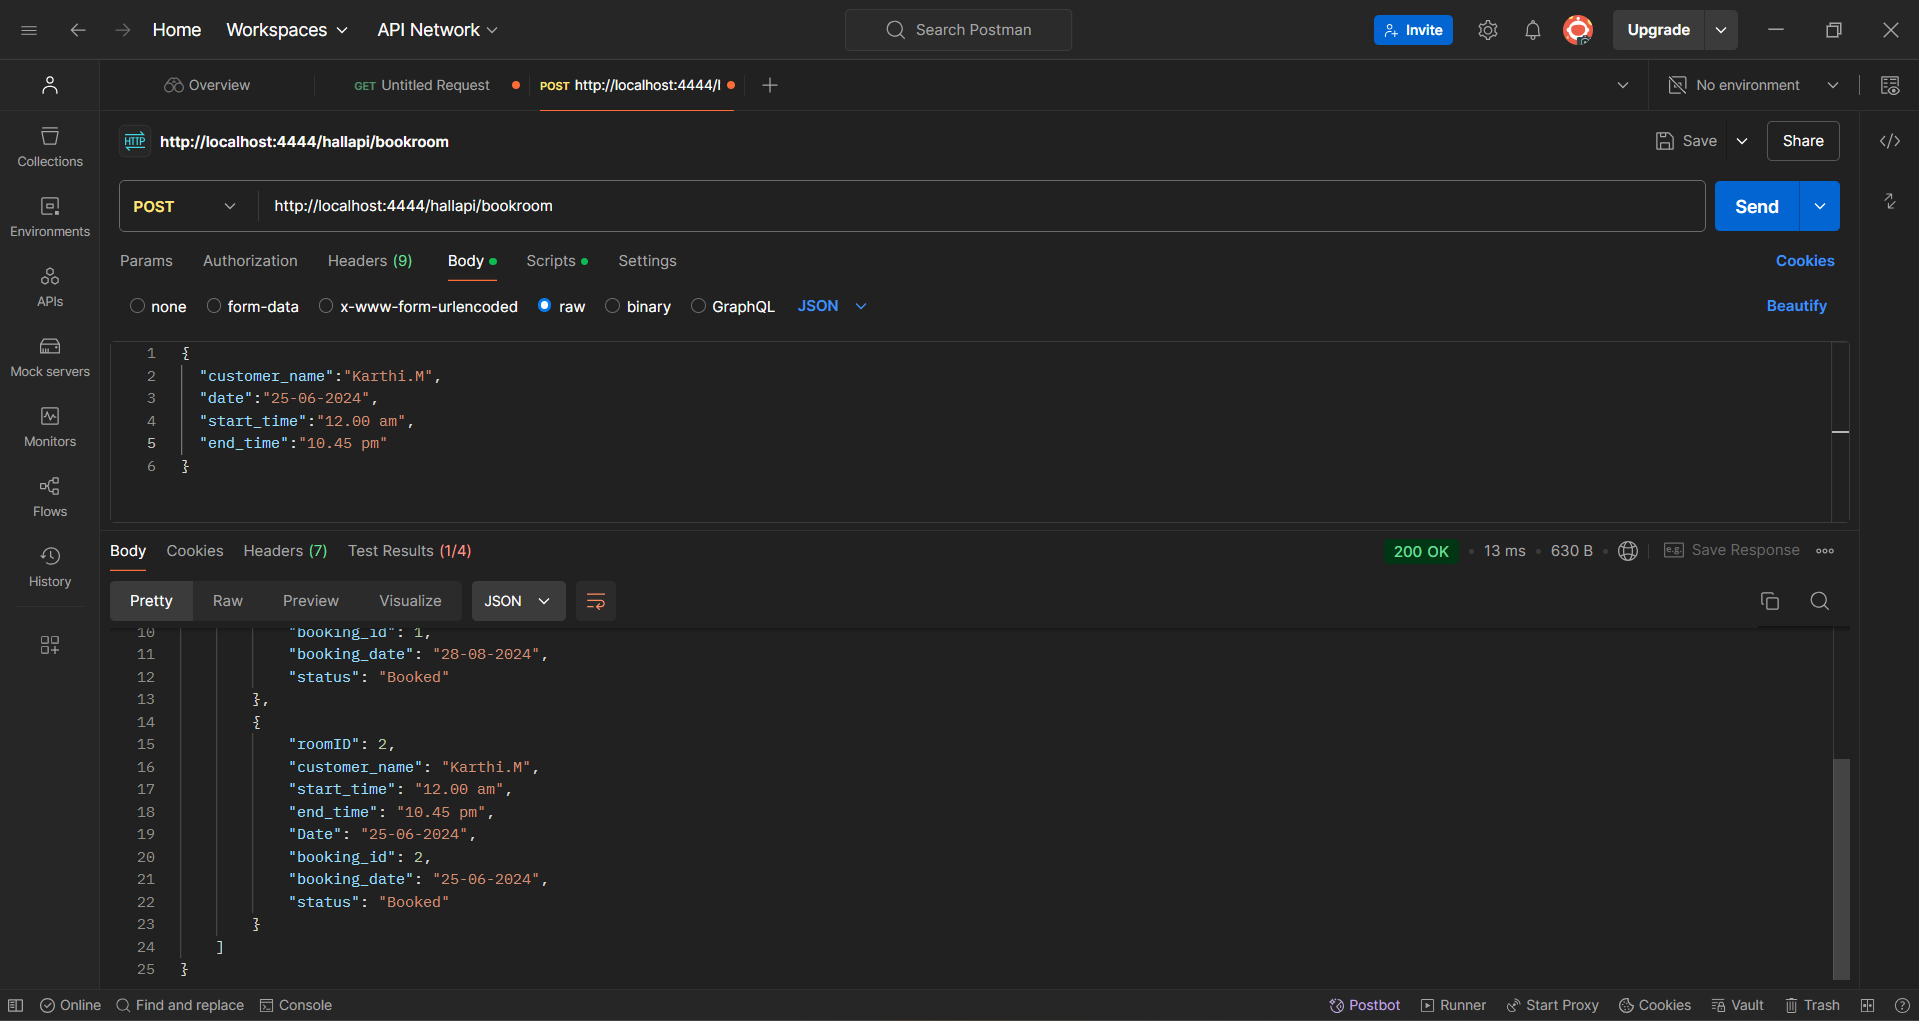 Home Workspaces API Network Search Postman Invite Upgrade
Overview GET Untitled Request POST http://localhost:4444/l No environment
HTTP http://localhost:4444/hallapi/bookroom Save Share
Collections
POST http://localhost:4444/hallapi/bookroom Send
Environments
Params Authorization Headers (9) Body Scripts Settings Cookies
APIs
none form-data x-www-form-urlencoded raw binary GraphQL JSON Beautify
Mock servers
1 {
2 "customer_name":"Karthi.M",
3 "date":"25-06-2024",
4 "start_time":"12.00 am",
5 "end_time":"10.45 pm"
6 }
Monitors
Flows
History
Body Cookies Headers (7) Test Results (1/4) 200 OK 13 ms 630 B e.g. Save Response
Pretty Raw Preview Visualize JSON
10 "booking_id": 1,
11 "booking_date": "28-08-2024",
12 "status": "Booked"
13 },
14 {
15 "roomID": 2,
16 "customer_name": "Karthi.M",
17 "start_time": "12.00 am",
18 "end_time": "10.45 pm",
19 "Date": "25-06-2024",
20 "booking_id": 2,
21 "booking_date": "25-06-2024",
22 "status": "Booked"
23 }
24 ]
25 }
Online Find and replace Console Postbot Runner Start Proxy Cookies Vault Trash